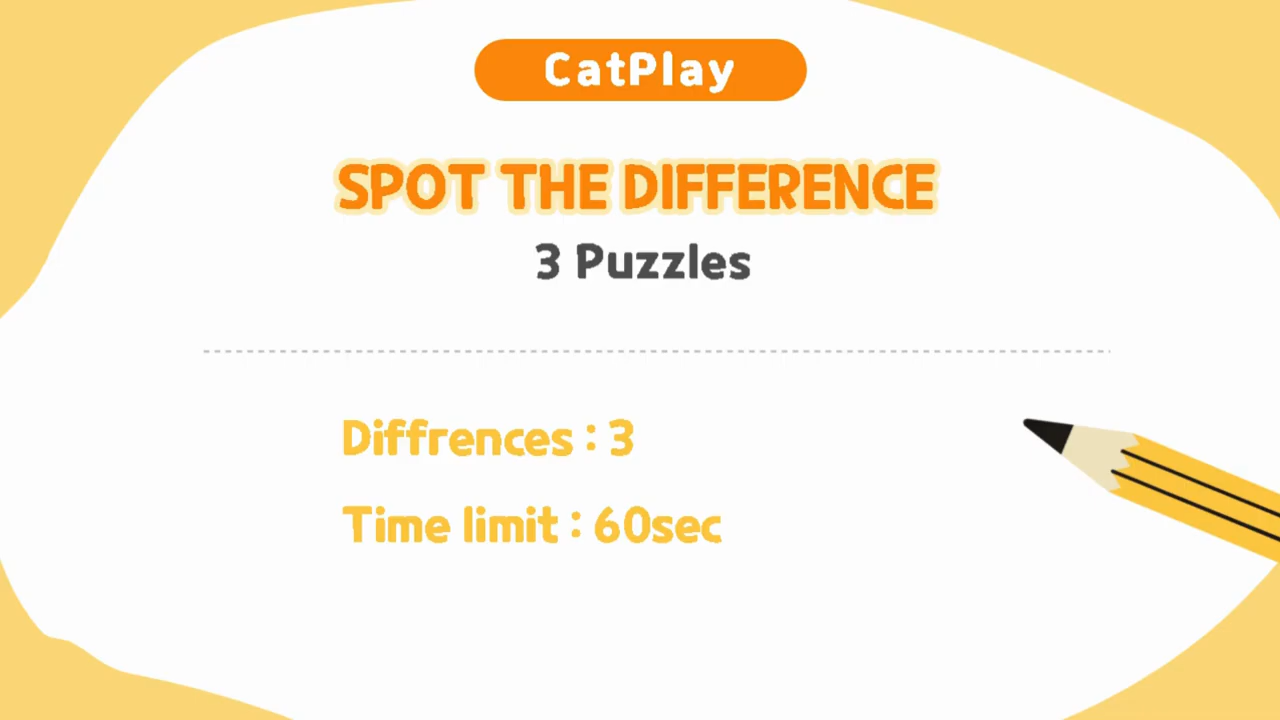 CatPlay
SPOT THE DIFFERENCE
3 Puzzles
Diffrences : 3
Time limit : 60sec